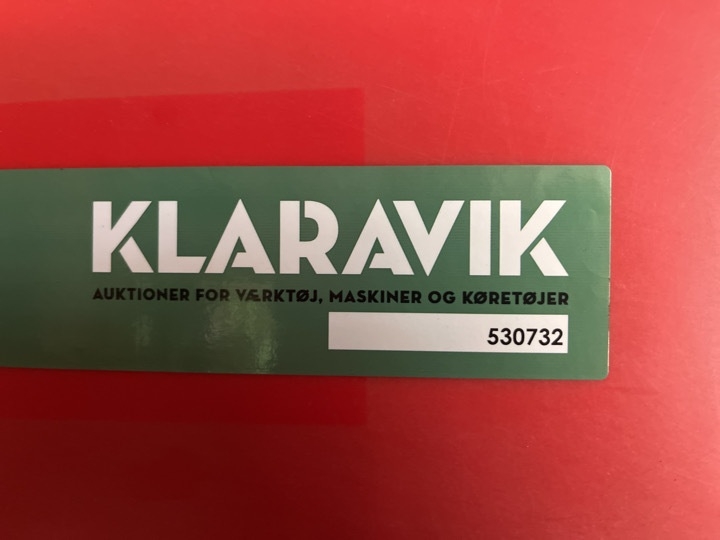 KLARAVIK
AUKTIONER FOR VÆRKTØJ, MASKINER OG KØRETØJER
530732